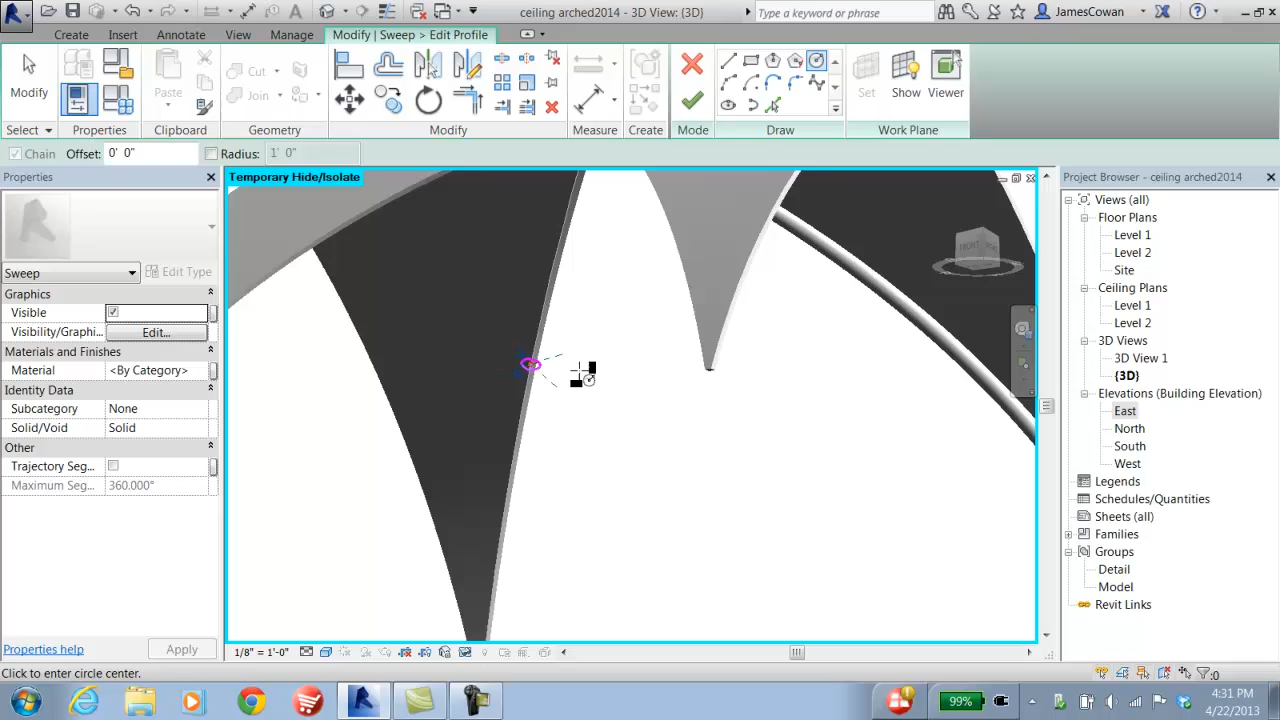 ceiling arched2014 - 3D View: {3D}
Type a keyword or phrase
JamesCowan
Create
Insert
Annotate
View
Manage
Modify | Sweep > Edit Profile
Modify
Paste
Cut
Join
Set
Show
Viewer
Select
Properties
Clipboard
Geometry
Modify
Measure
Create
Mode
Draw
Work Plane
Chain
Offset:
0' 0"
Radius:
1' 0"
Properties
Temporary Hide/Isolate
Project Browser - ceiling arched2014
Sweep
Edit Type
Graphics
Visible
Visibility/Graphi...
Edit...
Materials and Finishes
Material
<By Category>
Identity Data
Subcategory
None
Solid/Void
Solid
Other
Trajectory Seg...
Maximum Seg...
360.000°
Properties help
Apply
FRONT
Views (all)
Floor Plans
Level 1
Level 2
Site
Ceiling Plans
Level 1
Level 2
3D Views
3D View 1
{3D}
Elevations (Building Elevation)
East
North
South
West
Legends
Schedules/Quantities
Sheets (all)
Families
Groups
Detail
Model
Revit Links
1/8" = 1'-0"
Click to enter circle center.
:0
99%
4:31 PM
4/22/2013